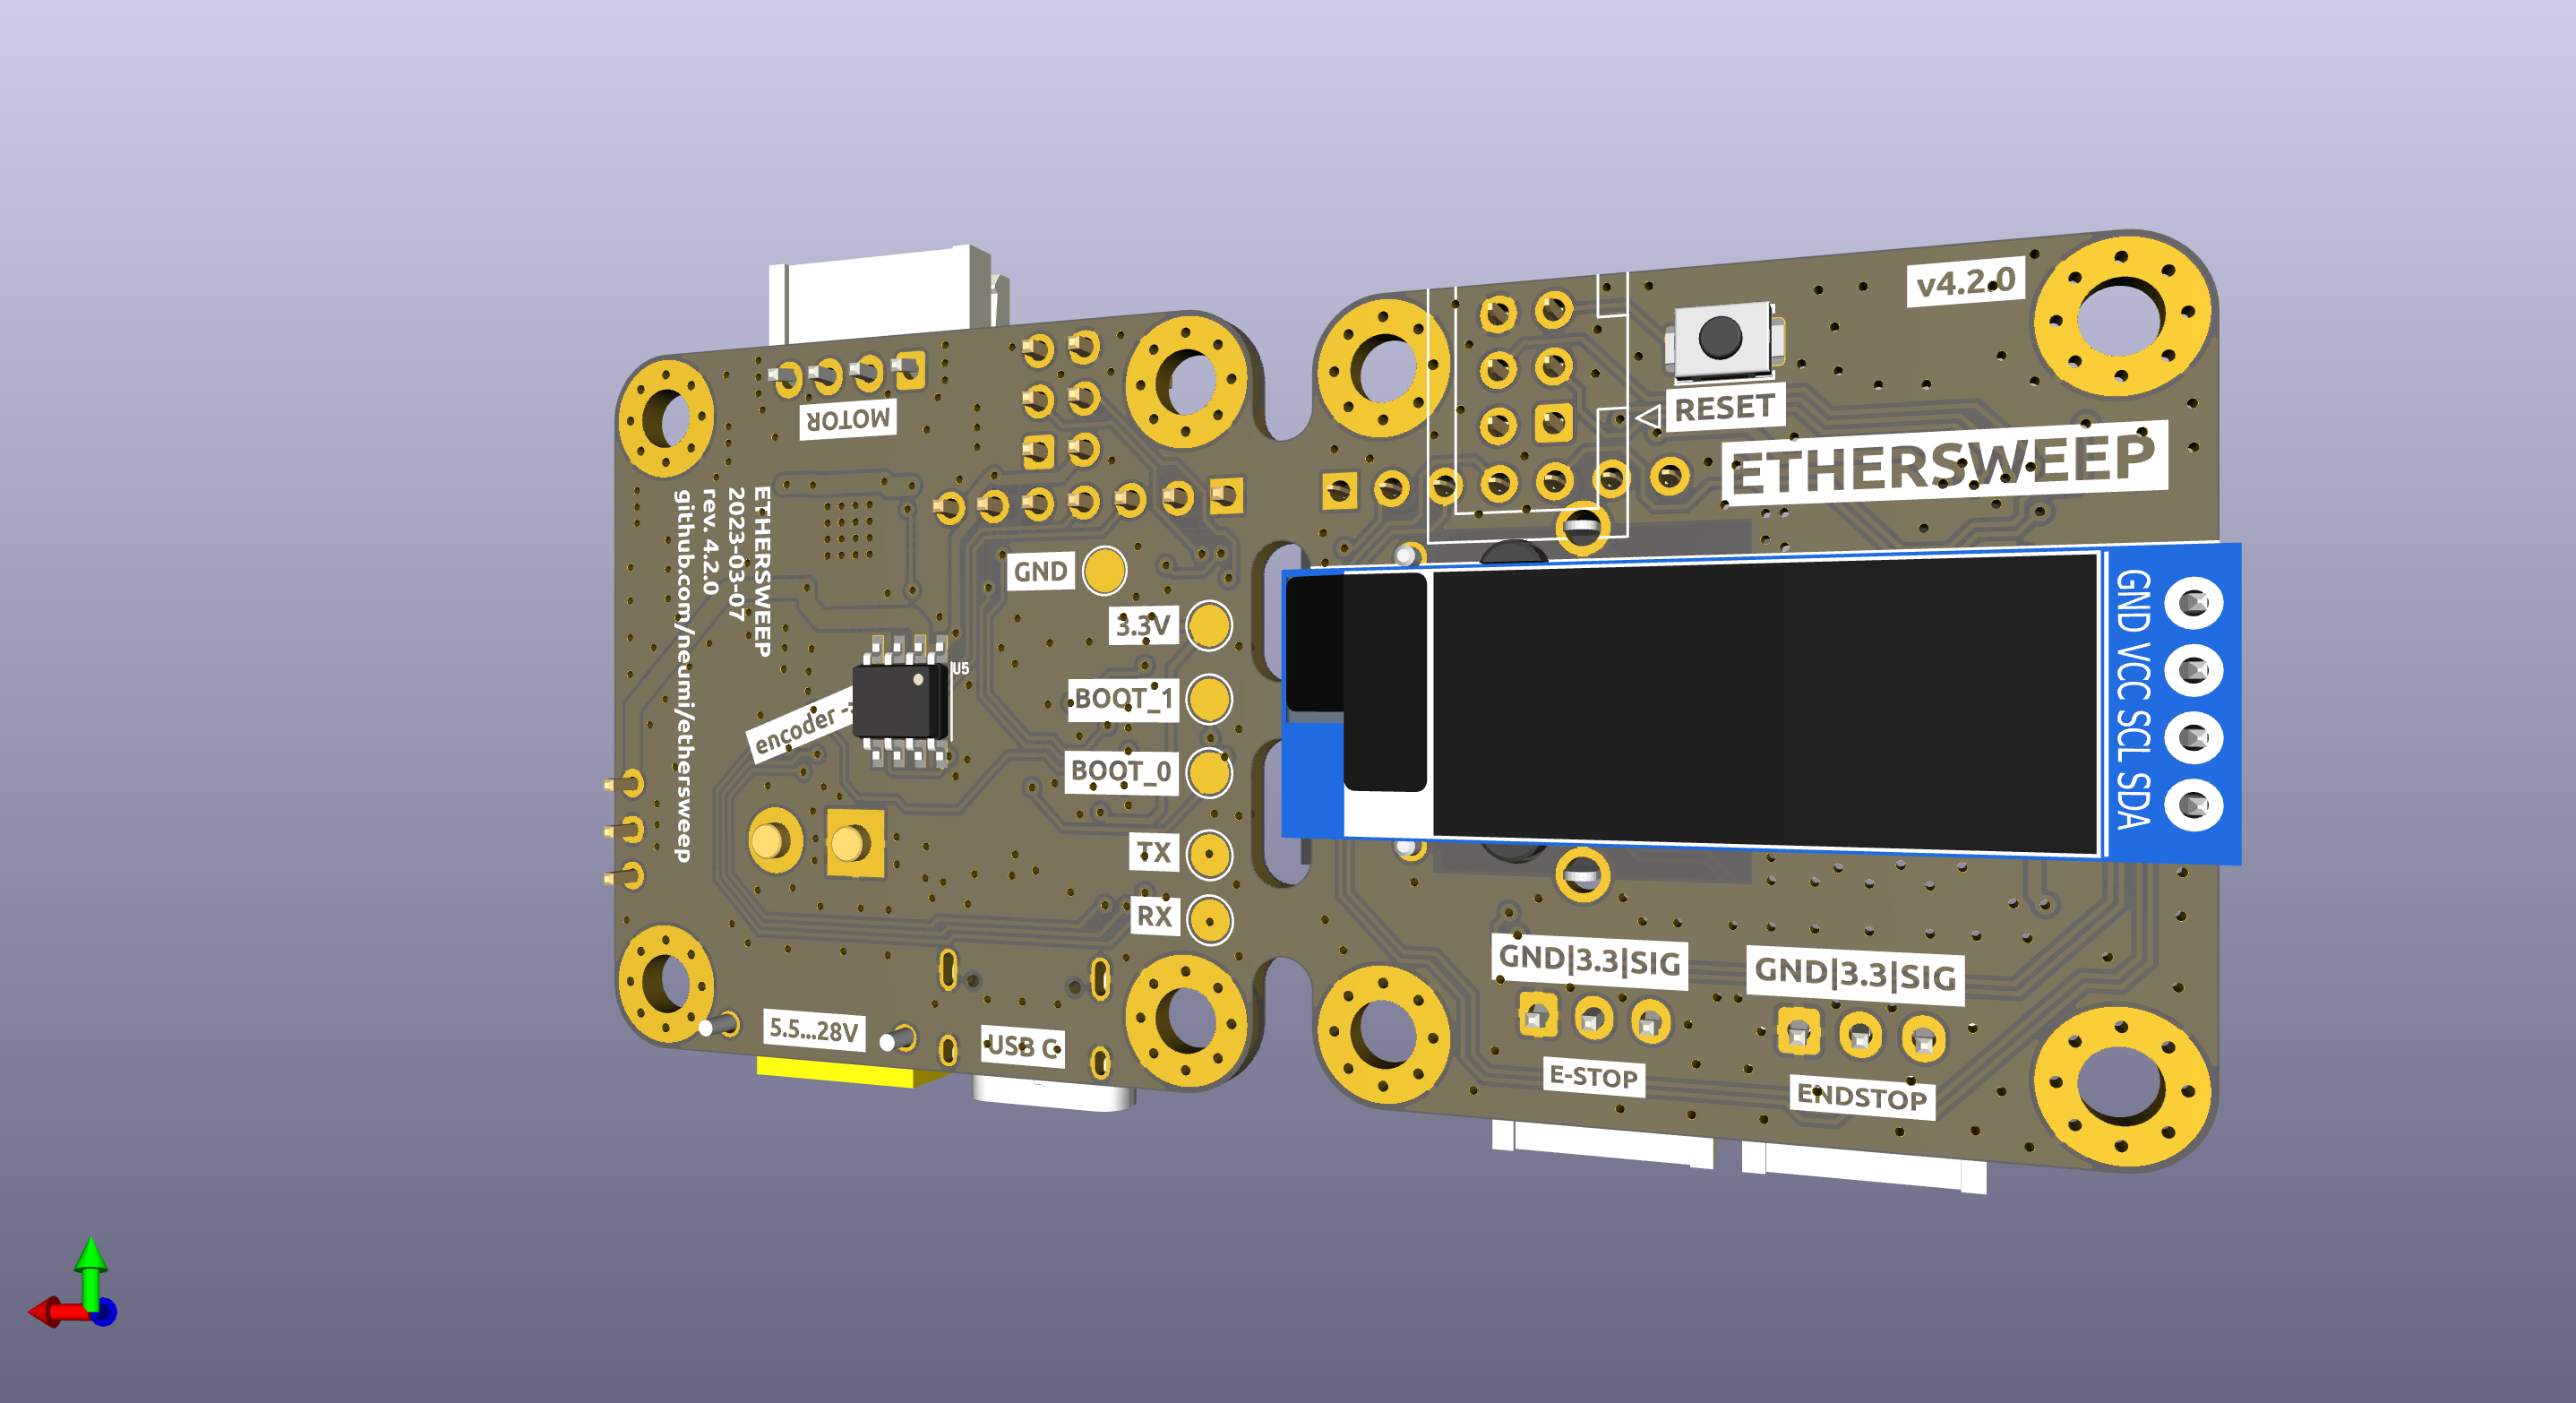 MOTOR
ETHERSWEEP
2023-03-07
rev. 4.2.0
github.com/neumi/ethersweep
GND
3.3V
BOOT_1
BOOT_0
TX
RX
U5
encoder -
5.5...28V
USB C
v4.2.0
RESET
ETHERSWEEP
GND VCC SCL SDA
GND|3.3|SIG
GND|3.3|SIG
E-STOP
ENDSTOP